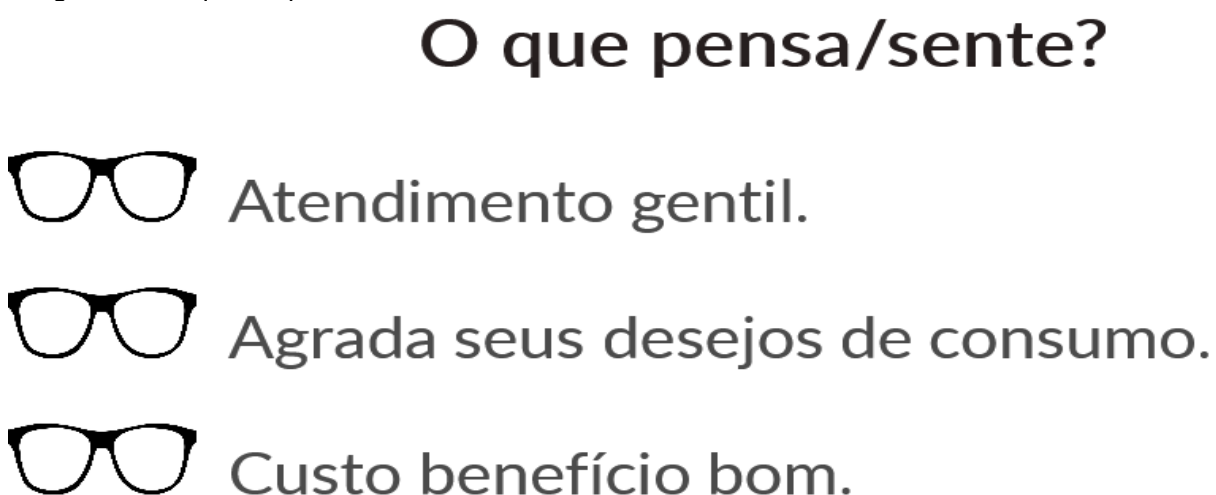 O que pensa/sente?
Atendimento gentil.
Agrada seus desejos de consumo.
Custo benefício bom.